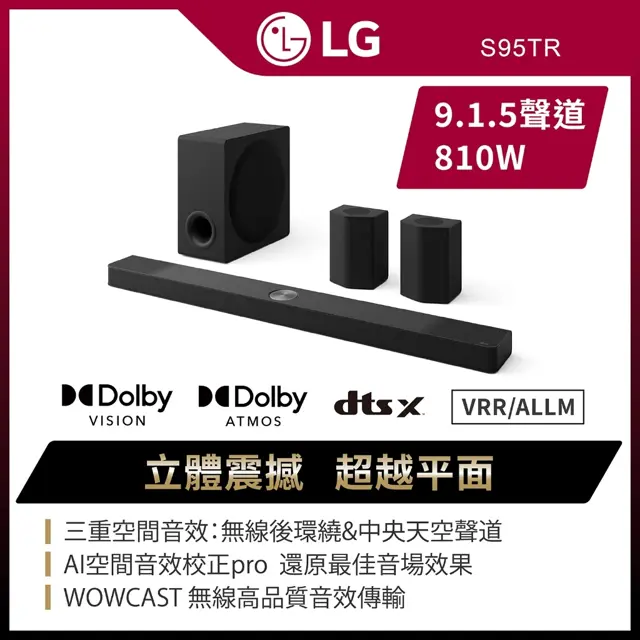 LG
S95TR
9.1.5聲道
810W
Dolby
VISION
Dolby
ATMOS
dts X
VRR/ALLM
立體震撼 超越平面
三重空間音效：無線後環繞&中央天空聲道
AI空間音效校正pro 還原最佳音場效果
WOWCAST 無線高品質音效傳輸